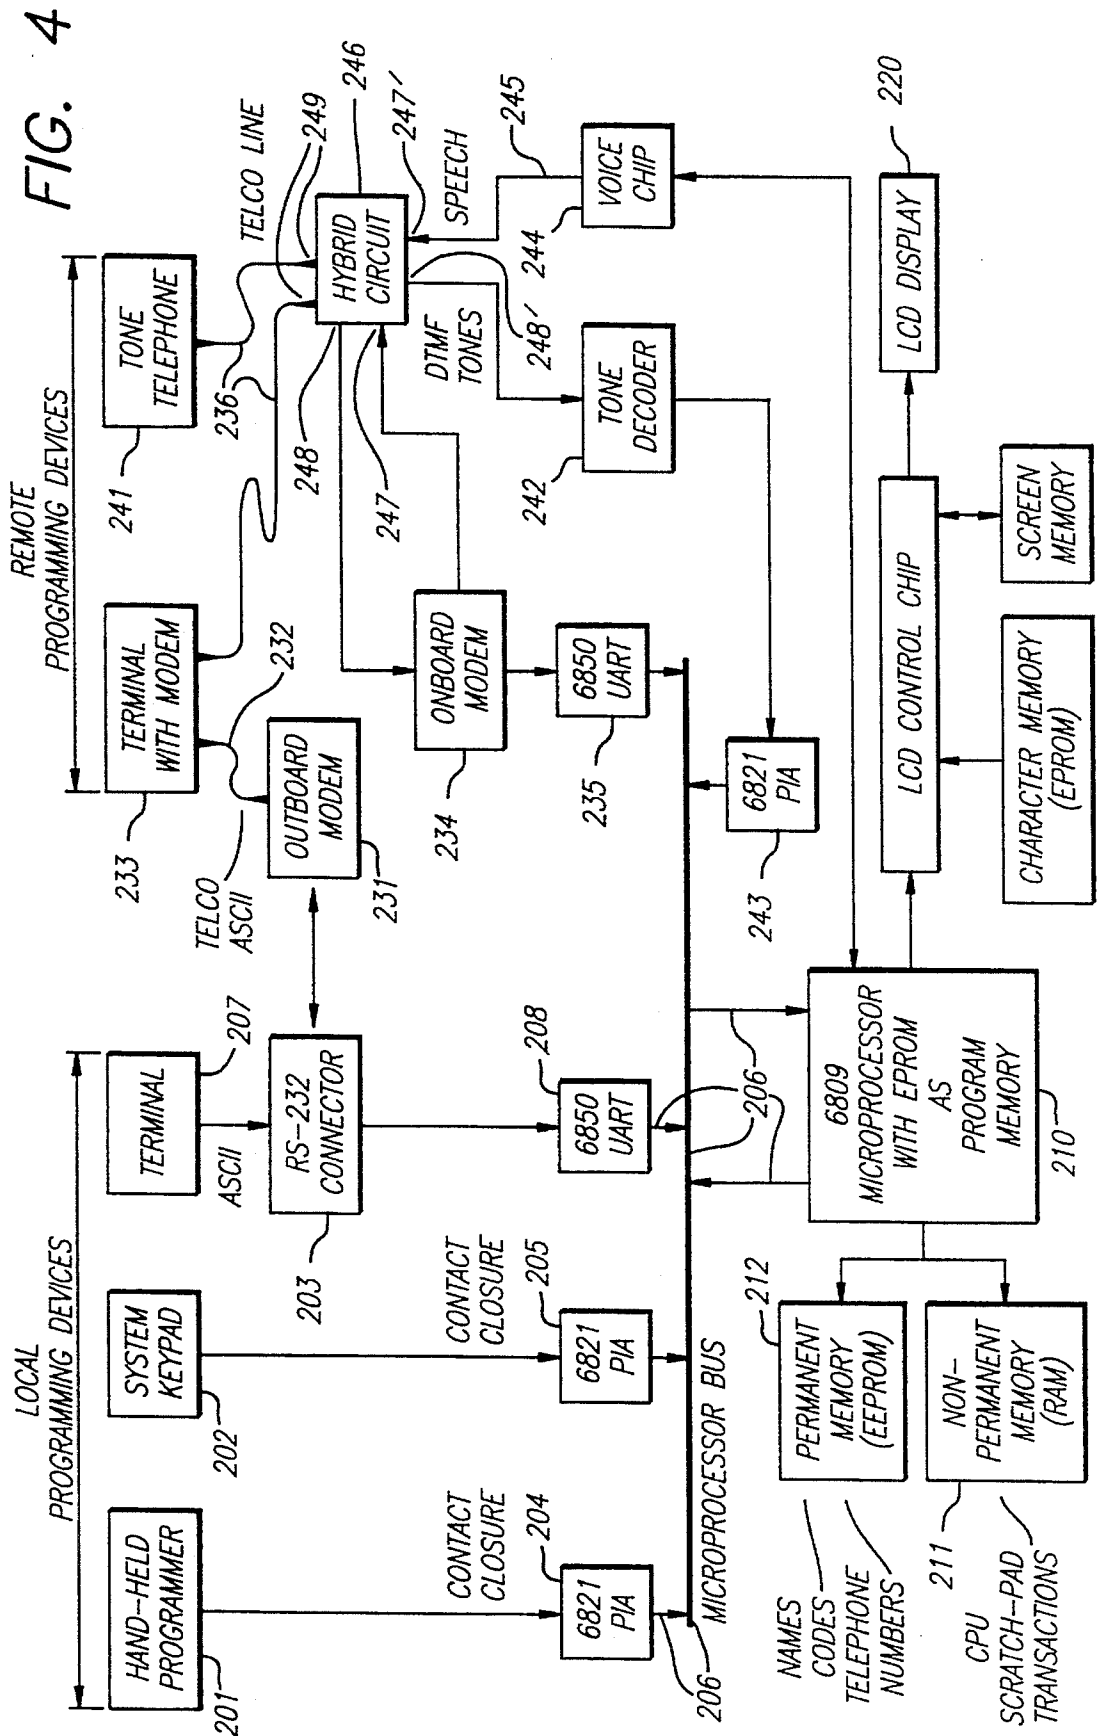 FIG. 4
LOCAL
PROGRAMMING DEVICES
REMOTE
PROGRAMMING DEVICES
HAND-HELD
PROGRAMMER
201
SYSTEM
KEYPAD
202
TERMINAL
207
ASCII
RS-232
CONNECTOR
203
TERMINAL
WITH MODEM
233
232
TELCO
ASCII
OUTBOARD
MODEM
231
TONE
TELEPHONE
241
236
TELCO LINE
249
HYBRID
CIRCUIT
246
247'
248
247
248'
DTMF
TONES
SPEECH
245
ONBOARD
MODEM
234
TONE
DECODER
242
VOICE
CHIP
244
CONTACT
CLOSURE
204
6821
PIA
CONTACT
CLOSURE
205
6821
PIA
208
6850
UART
6850
UART
235
6821
PIA
243
206
206
206
MICROPROCESSOR BUS
6809
MICROPROCESSOR
WITH EPROM
AS
PROGRAM
MEMORY
210
212
PERMANENT
MEMORY
(EEPROM)
NAMES
CODES
TELEPHONE
NUMBERS
NON-
PERMANENT
MEMORY
(RAM)
211
CPU
SCRATCH-PAD
TRANSACTIONS
LCD CONTROL CHIP
LCD DISPLAY
220
CHARACTER MEMORY
(EPROM)
SCREEN
MEMORY